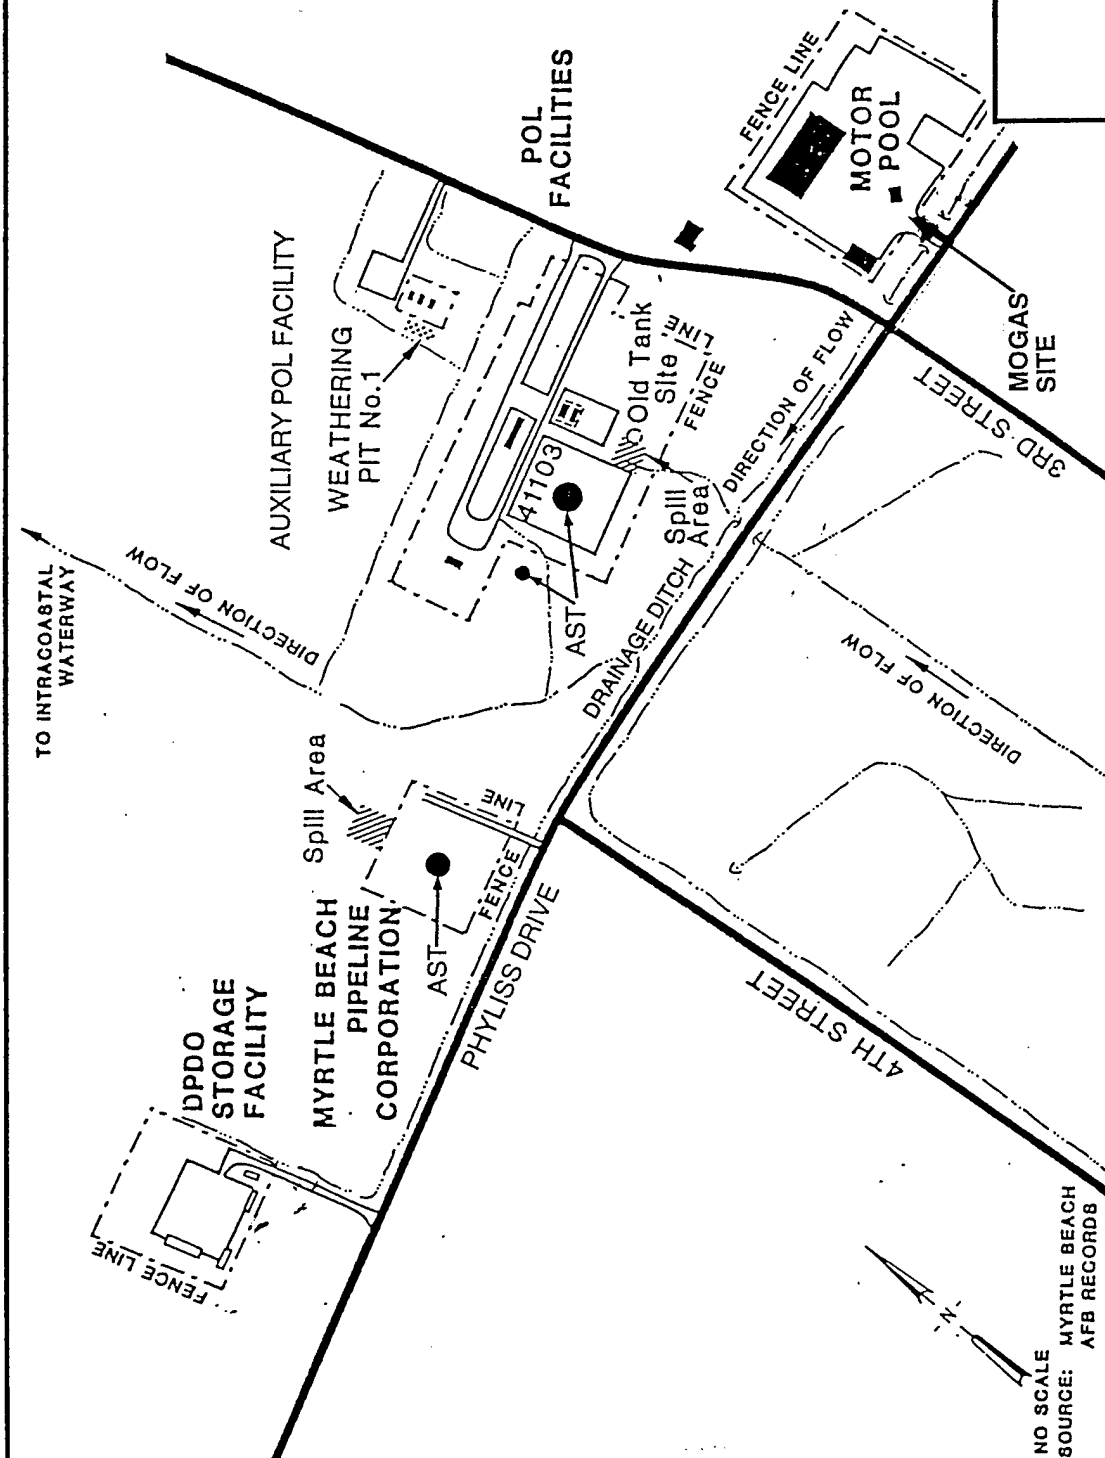 TO INTRACOASTAL
WATERWAY
DIRECTION OF FLOW
AUXILIARY POL FACILITY
WEATHERING
PIT No.1
POL
FACILITIES
FENCE LINE
MOTOR
POOL
MOGAS
SITE
3RD STREET
DIRECTION OF FLOW
Old Tank
Site
FENCE
LINE
41103
Spill
Area
AST
DRAINAGE DITCH
DIRECTION OF FLOW
Spill Area
MYRTLE BEACH
PIPELINE
CORPORATION
AST
FENCE
LINE
PHYLISS DRIVE
DPDO
STORAGE
FACILITY
FENCE LINE
4TH STREET
N
NO SCALE
SOURCE: MYRTLE BEACH
AFB RECORDS